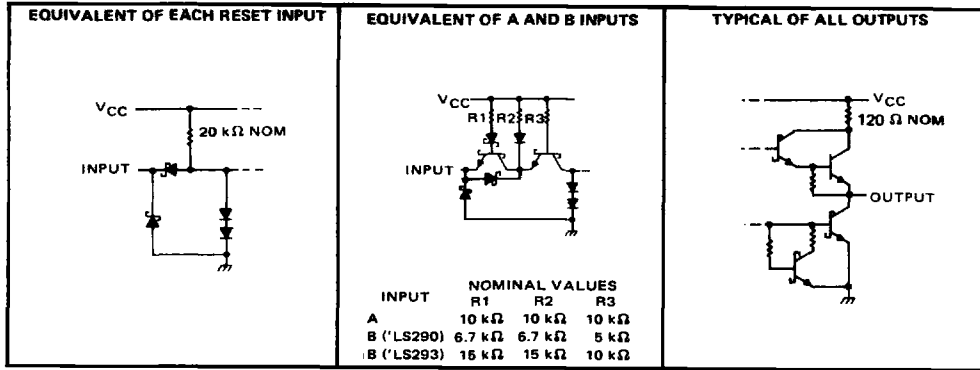 EQUIVALENT OF EACH RESET INPUT
VCC
20 kΩ NOM
INPUT
EQUIVALENT OF A AND B INPUTS
VCC
R1 R2 R3
INPUT
NOMINAL VALUES
INPUT R1 R2 R3
A 10 kΩ 10 kΩ 10 kΩ
B ('LS290) 6.7 kΩ 6.7 kΩ 5 kΩ
B ('LS293) 15 kΩ 15 kΩ 10 kΩ
TYPICAL OF ALL OUTPUTS
VCC
120 Ω NOM
OUTPUT